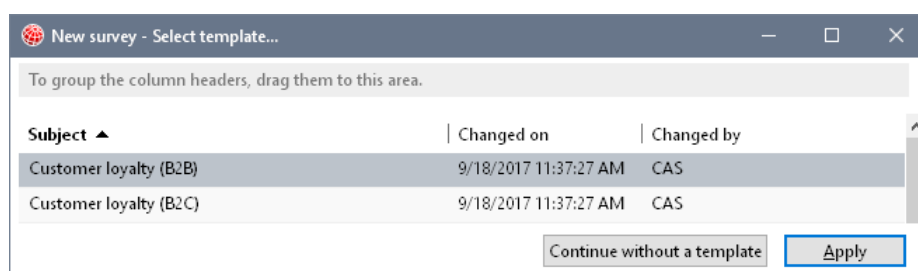 New survey - Select template...
To group the column headers, drag them to this area.
Subject ▲ Changed on Changed by
Customer loyalty (B2B) 9/18/2017 11:37:27 AM CAS
Customer loyalty (B2C) 9/18/2017 11:37:27 AM CAS
Continue without a template Apply